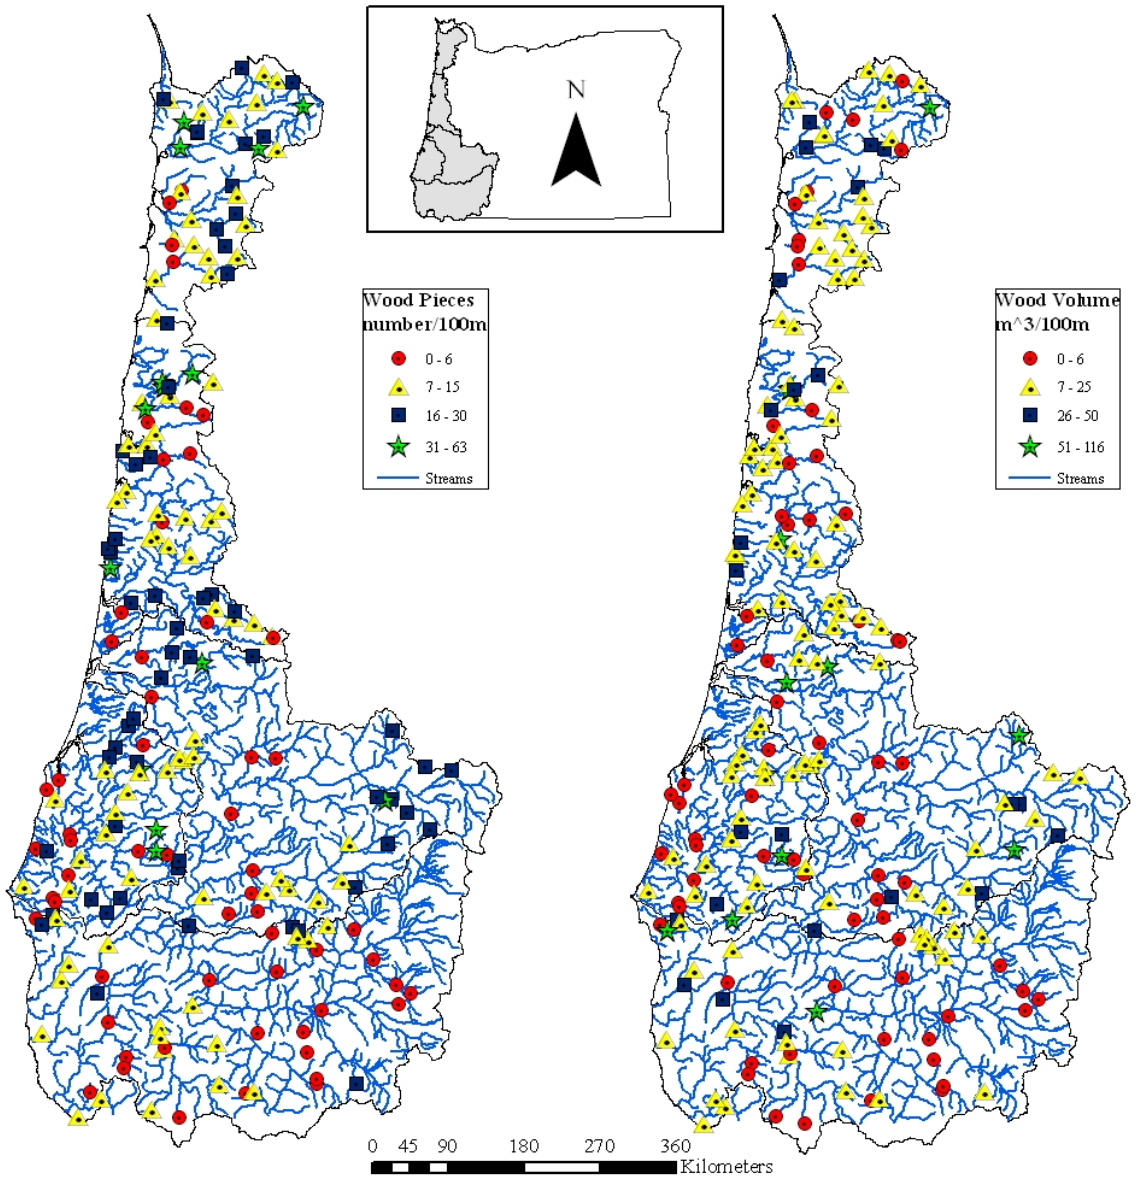 N
Wood Pieces
number/100m
0 - 6
7 - 15
16 - 30
31 - 63
Streams
Wood Volume
m^3/100m
0 - 6
7 - 25
26 - 50
51 - 116
Streams
0 45 90 180 270 360
Kilometers